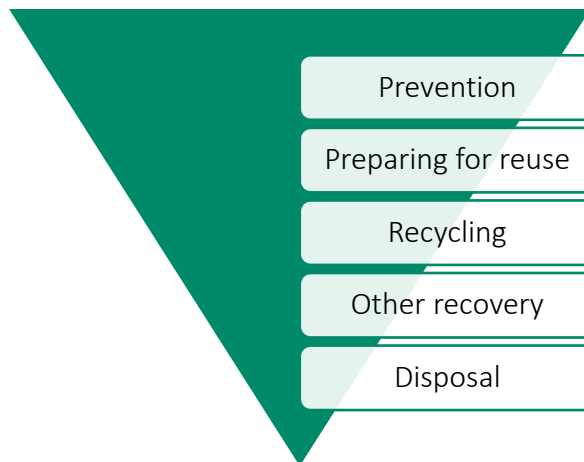 Prevention
Preparing for reuse
Recycling
Other recovery
Disposal